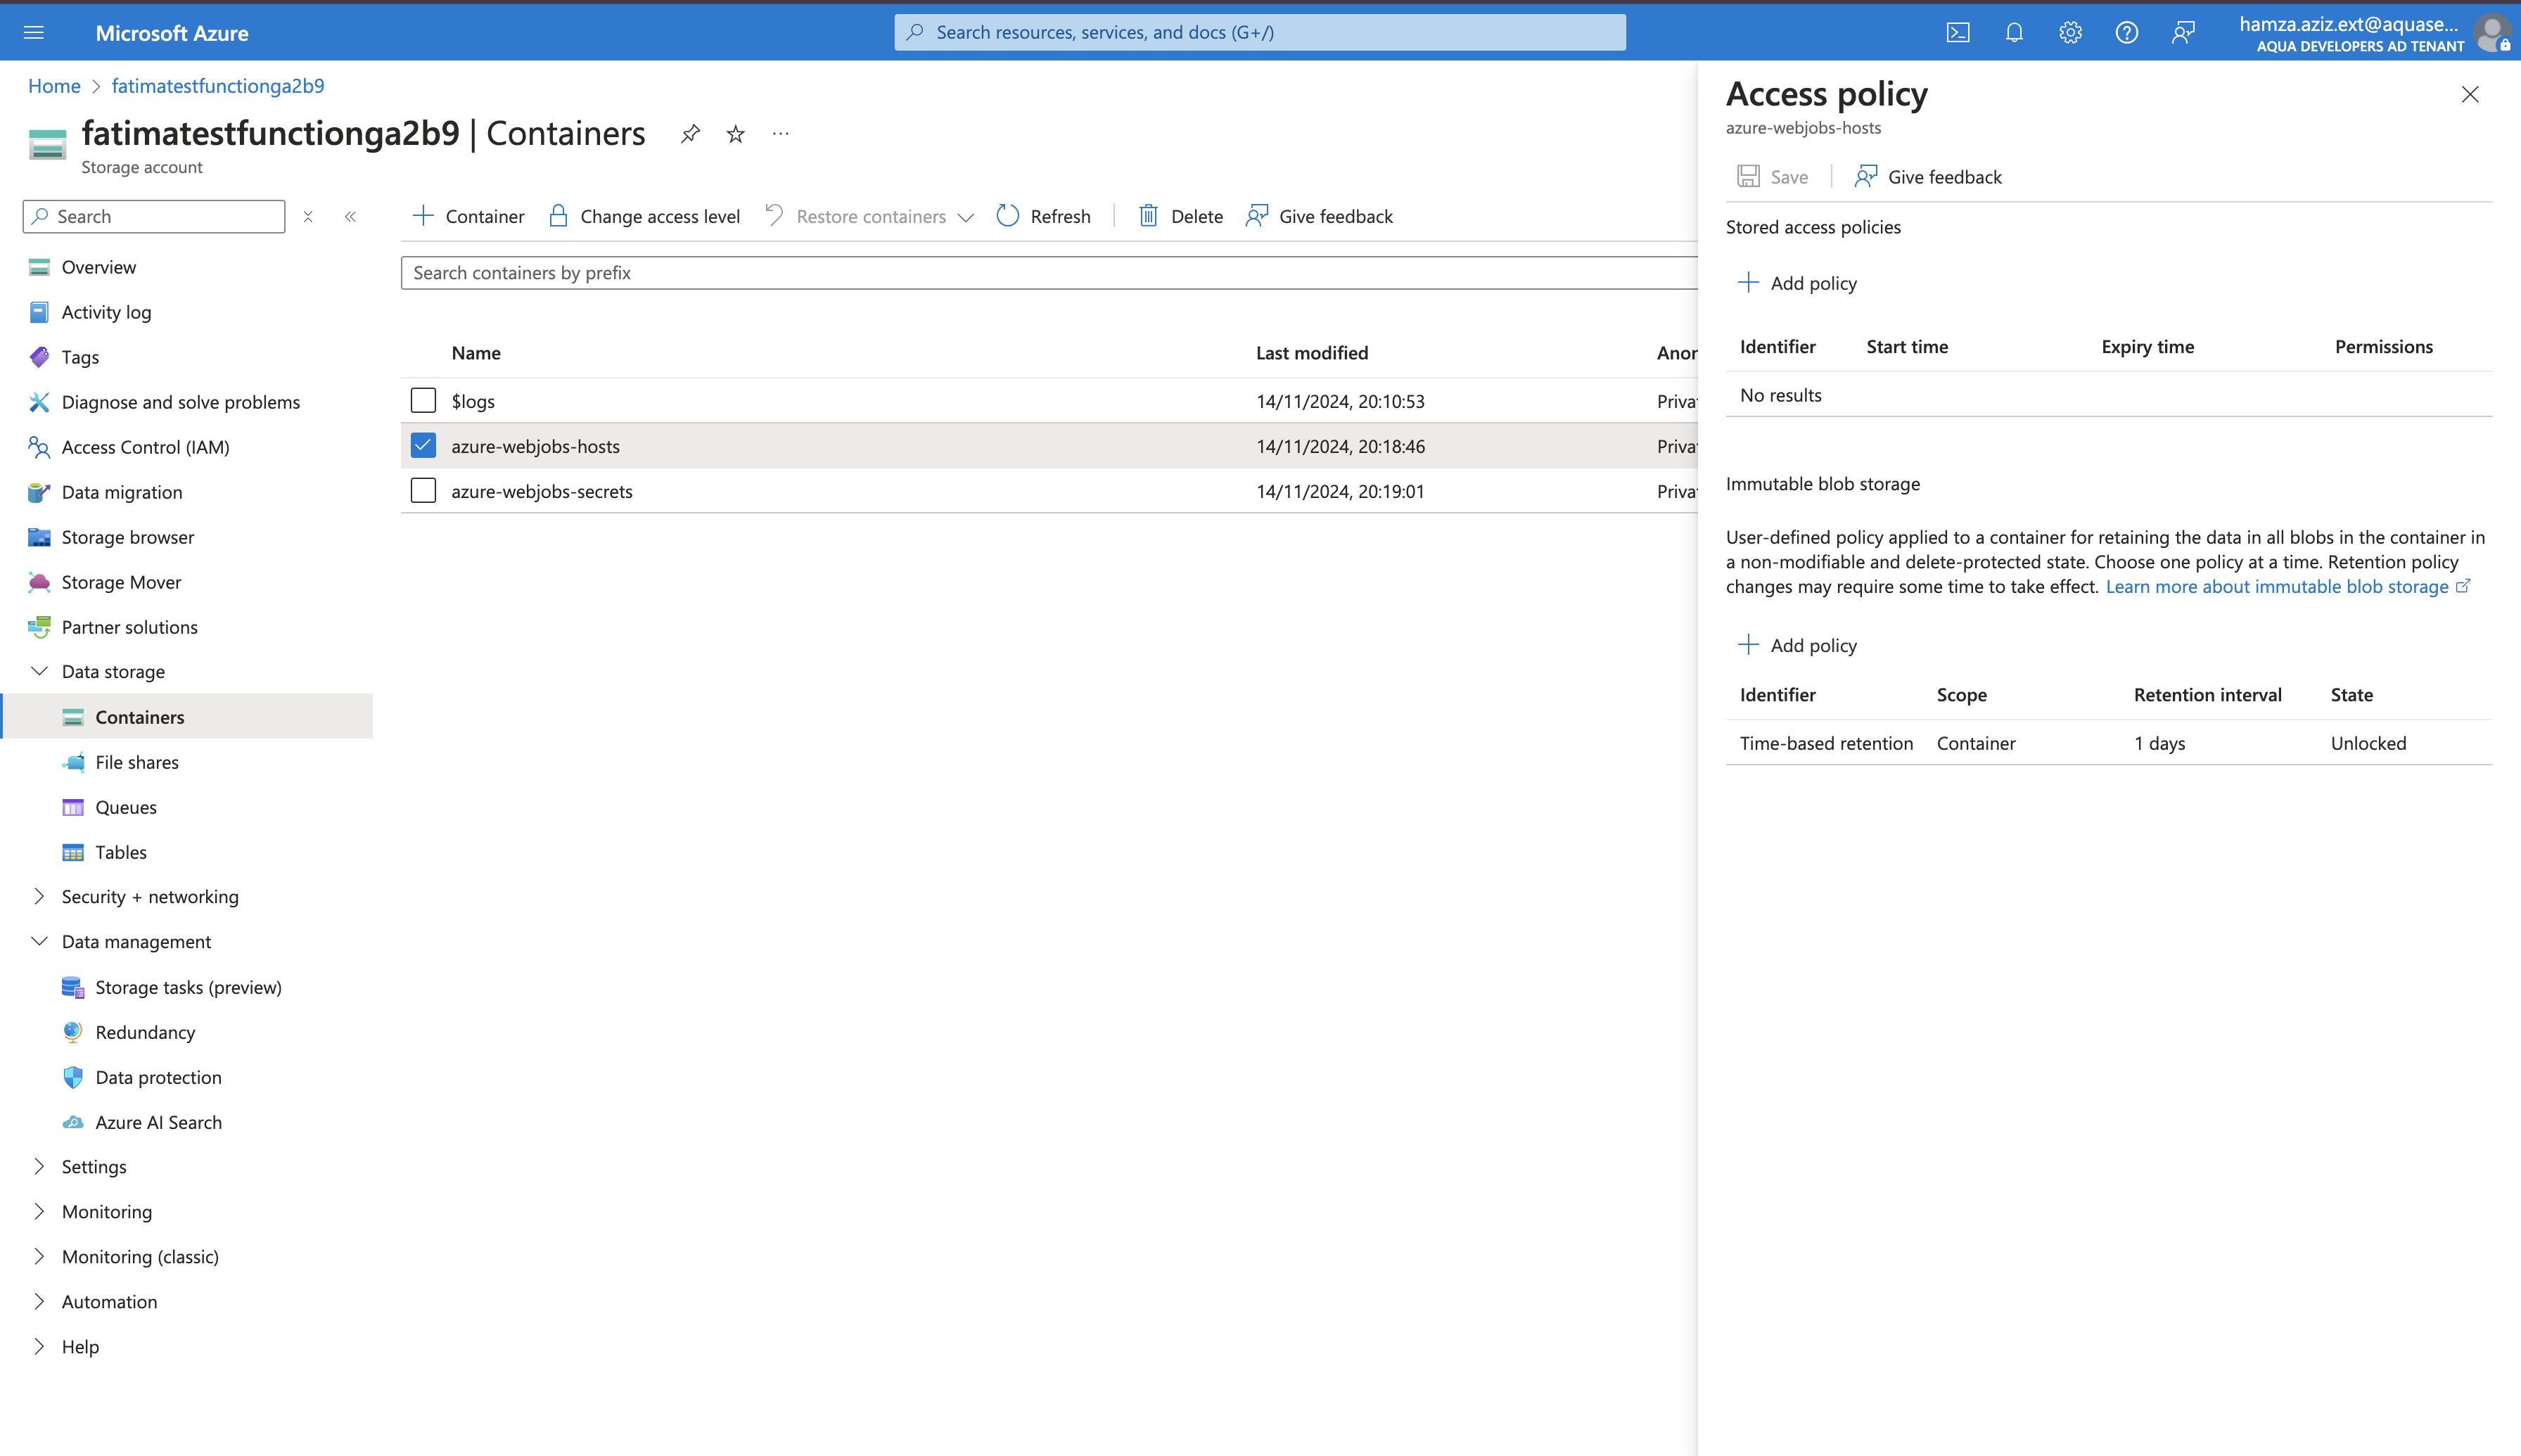 Microsoft Azure
Search resources, services, and docs (G+/)
hamza.aziz.ext@aquase...
AQUA DEVELOPERS AD TENANT
Home > fatimatestfunctionga2b9
fatimatestfunctionga2b9 | Containers
Storage account
Search
Overview
Activity log
Tags
Diagnose and solve problems
Access Control (IAM)
Data migration
Storage browser
Storage Mover
Partner solutions
Data storage
Containers
File shares
Queues
Tables
Security + networking
Data management
Storage tasks (preview)
Redundancy
Data protection
Azure AI Search
Settings
Monitoring
Monitoring (classic)
Automation
Help
Container Change access level Restore containers Refresh Delete Give feedback
Search containers by prefix
Name Last modified Anor
$logs 14/11/2024, 20:10:53 Priva
azure-webjobs-hosts 14/11/2024, 20:18:46 Priva
azure-webjobs-secrets 14/11/2024, 20:19:01 Priva
Access policy
azure-webjobs-hosts
Save Give feedback
Stored access policies
Add policy
Identifier Start time Expiry time Permissions
No results
Immutable blob storage
User-defined policy applied to a container for retaining the data in all blobs in the container in
a non-modifiable and delete-protected state. Choose one policy at a time. Retention policy
changes may require some time to take effect. Learn more about immutable blob storage
Add policy
Identifier Scope Retention interval State
Time-based retention Container 1 days Unlocked